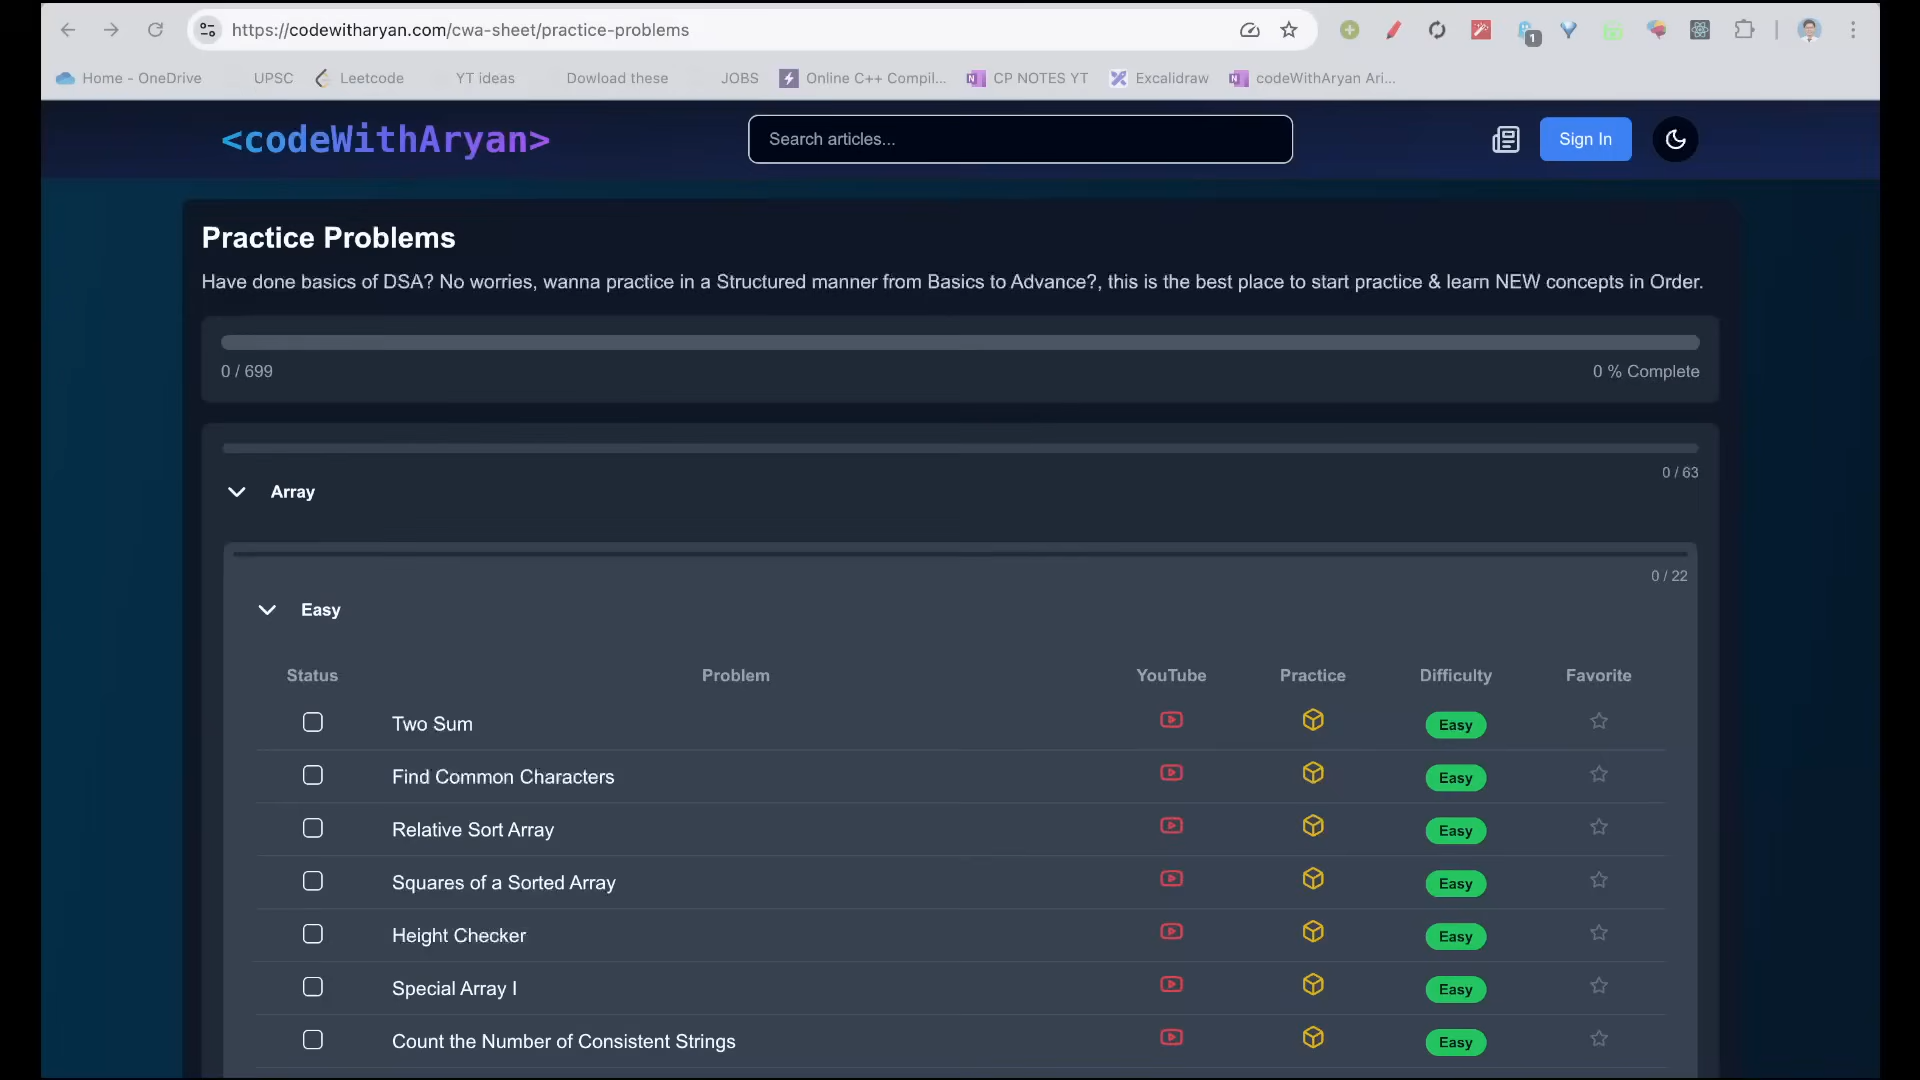 https://codewitharyan.com/cwa-sheet/practice-problems
1
Home - OneDrive UPSC Leetcode YT ideas Dowload these JOBS Online C++ Compil... CP NOTES YT Excalidraw codeWithAryan Ari...
<codeWithAryan>
Search articles...
Sign In
Practice Problems
Have done basics of DSA? No worries, wanna practice in a Structured manner from Basics to Advance?, this is the best place to start practice & learn NEW concepts in Order.
0 / 699 0 % Complete
0 / 63
Array
0 / 22
Easy
Status Problem YouTube Practice Difficulty Favorite
Two Sum Easy
Find Common Characters Easy
Relative Sort Array Easy
Squares of a Sorted Array Easy
Height Checker Easy
Special Array I Easy
Count the Number of Consistent Strings Easy